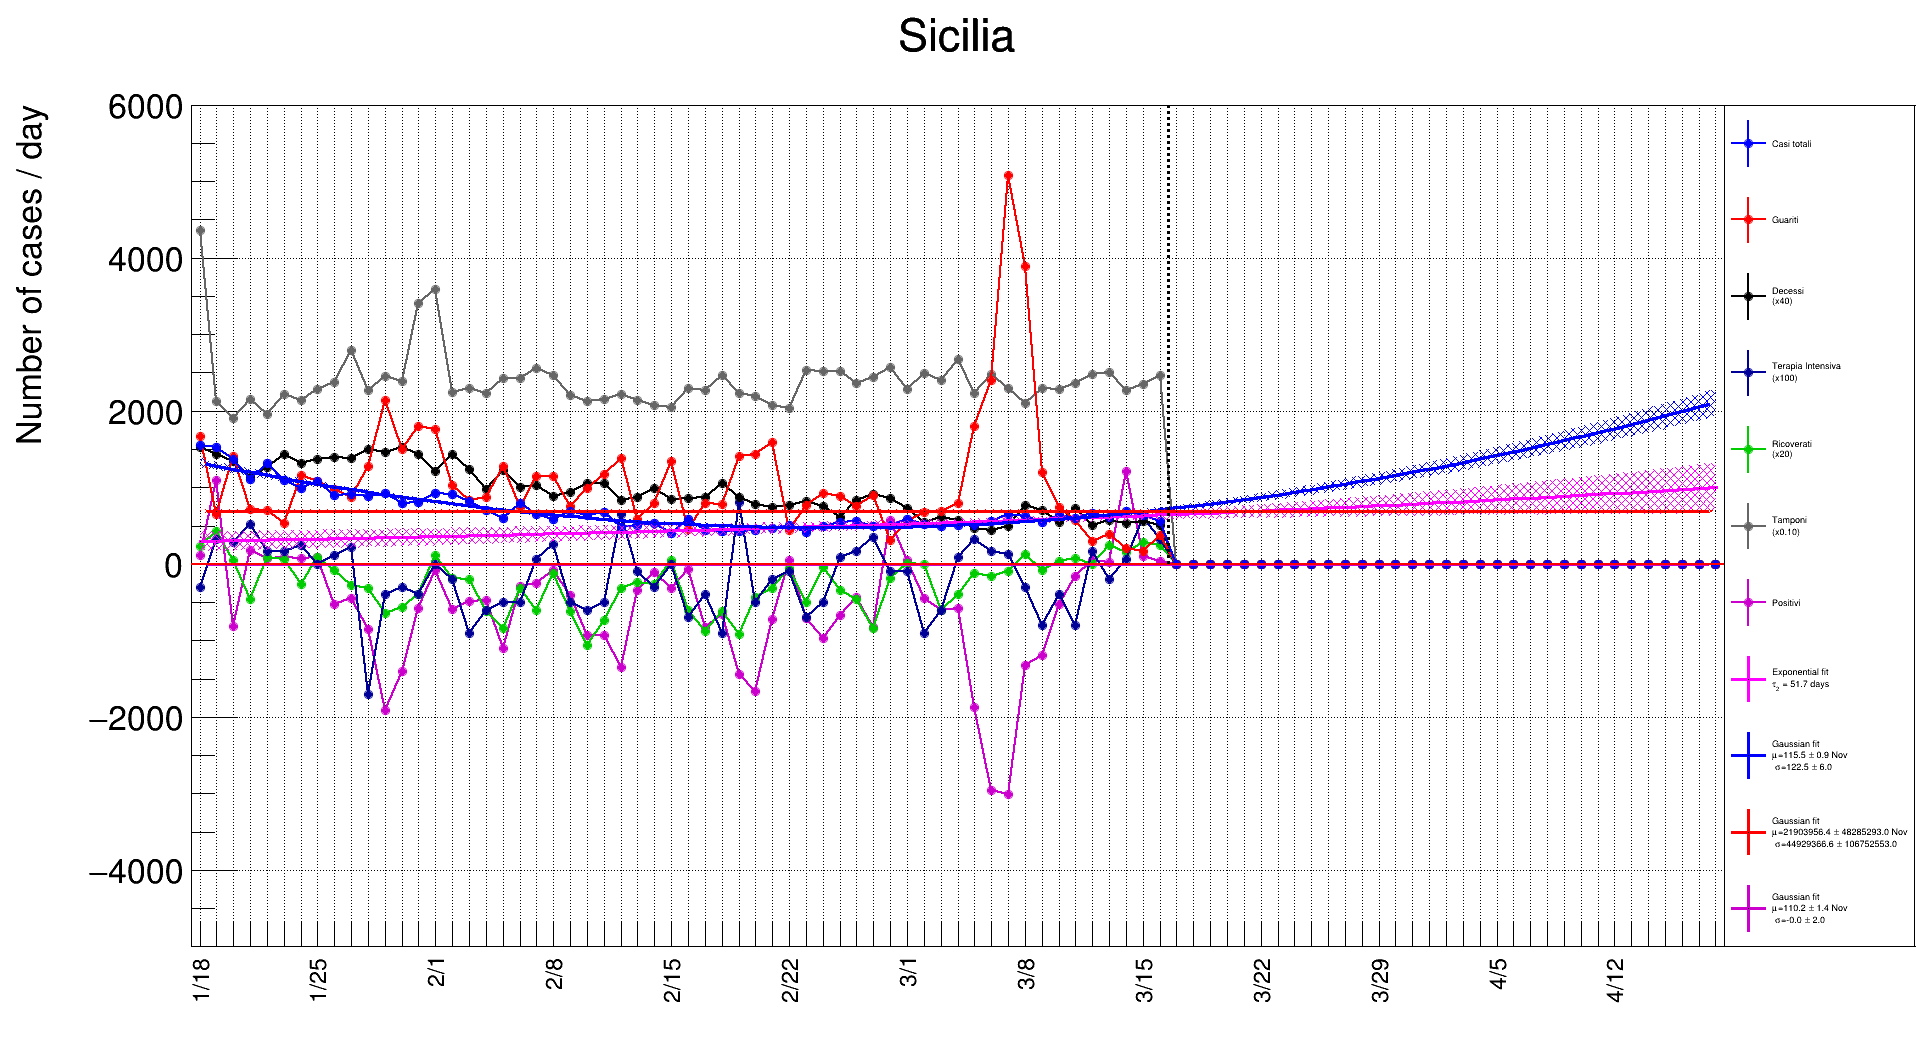 Sicilia
Number of cases / day
6000
4000
2000
0
−2000
−4000
1/18
1/25
2/1
2/8
2/15
2/22
3/1
3/8
3/15
3/22
3/29
4/5
4/12
Casi totali
Guariti
Decessi
(x40)
Terapia Intensiva
(x100)
Ricoverati
(x20)
Tamponi
(x0.10)
Positivi
Exponential fit
τ2 = 51.7 days
Gaussian fit
μ=115.5 ± 0.9 Nov
σ=122.5 ± 6.0
Gaussian fit
μ=21903956.4 ± 48285293.0 Nov
σ=44929366.6 ± 106752553.0
Gaussian fit
μ=110.2 ± 1.4 Nov
σ=-0.0 ± 2.0